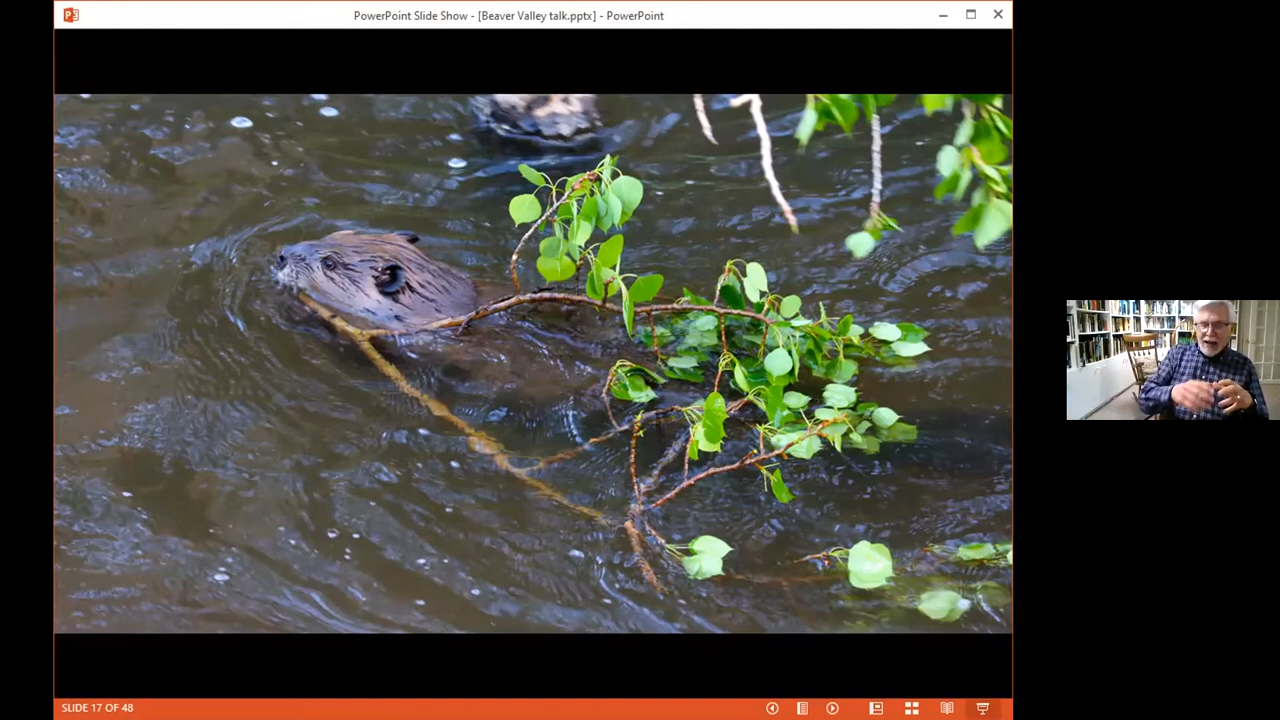 PowerPoint Slide Show - [Beaver Valley talk.pptx] - PowerPoint
SLIDE 17 OF 48